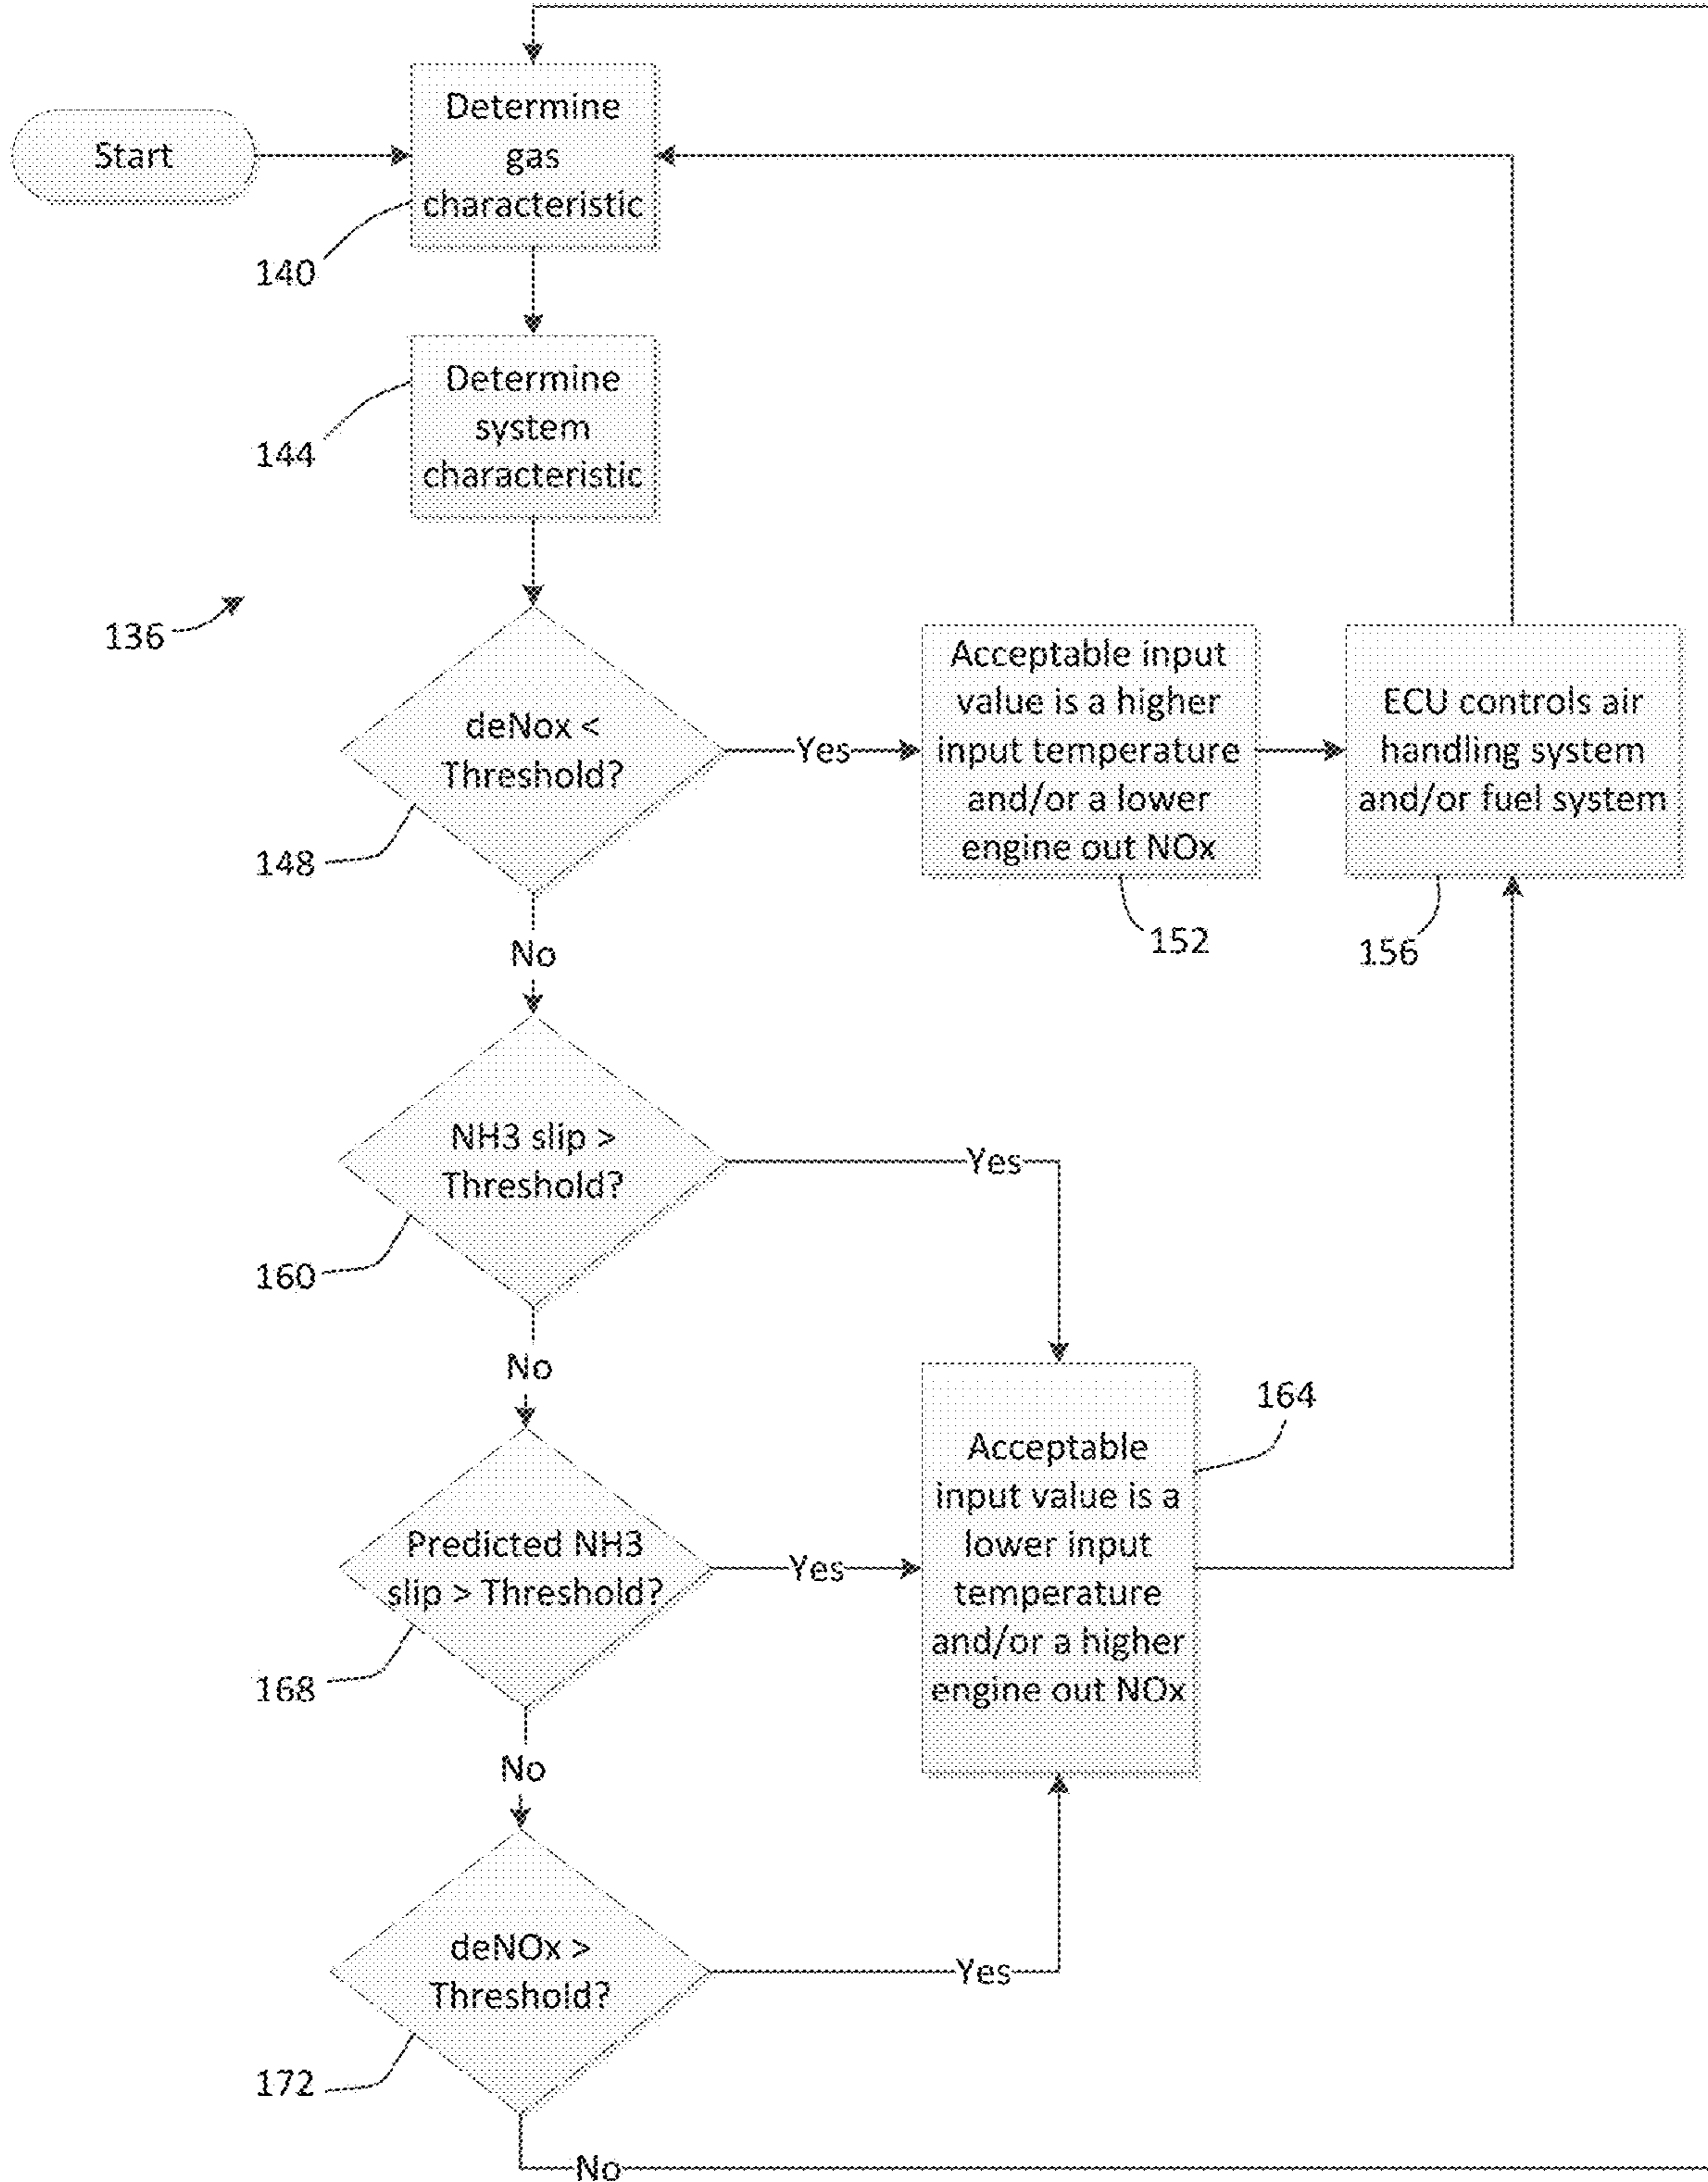 Start
Determine
gas
characteristic
140
Determine
system
characteristic
144
136
deNox <
Threshold?
148
Yes
Acceptable input
value is a higher
input temperature
and/or a lower
engine out NOx
152
ECU controls air
handling system
and/or fuel system
156
No
NH3 slip >
Threshold?
160
Yes
No
Predicted NH3
slip > Threshold?
168
Yes
Acceptable
input value is a
lower input
temperature
and/or a higher
engine out NOx
164
No
deNOx >
Threshold?
172
Yes
No